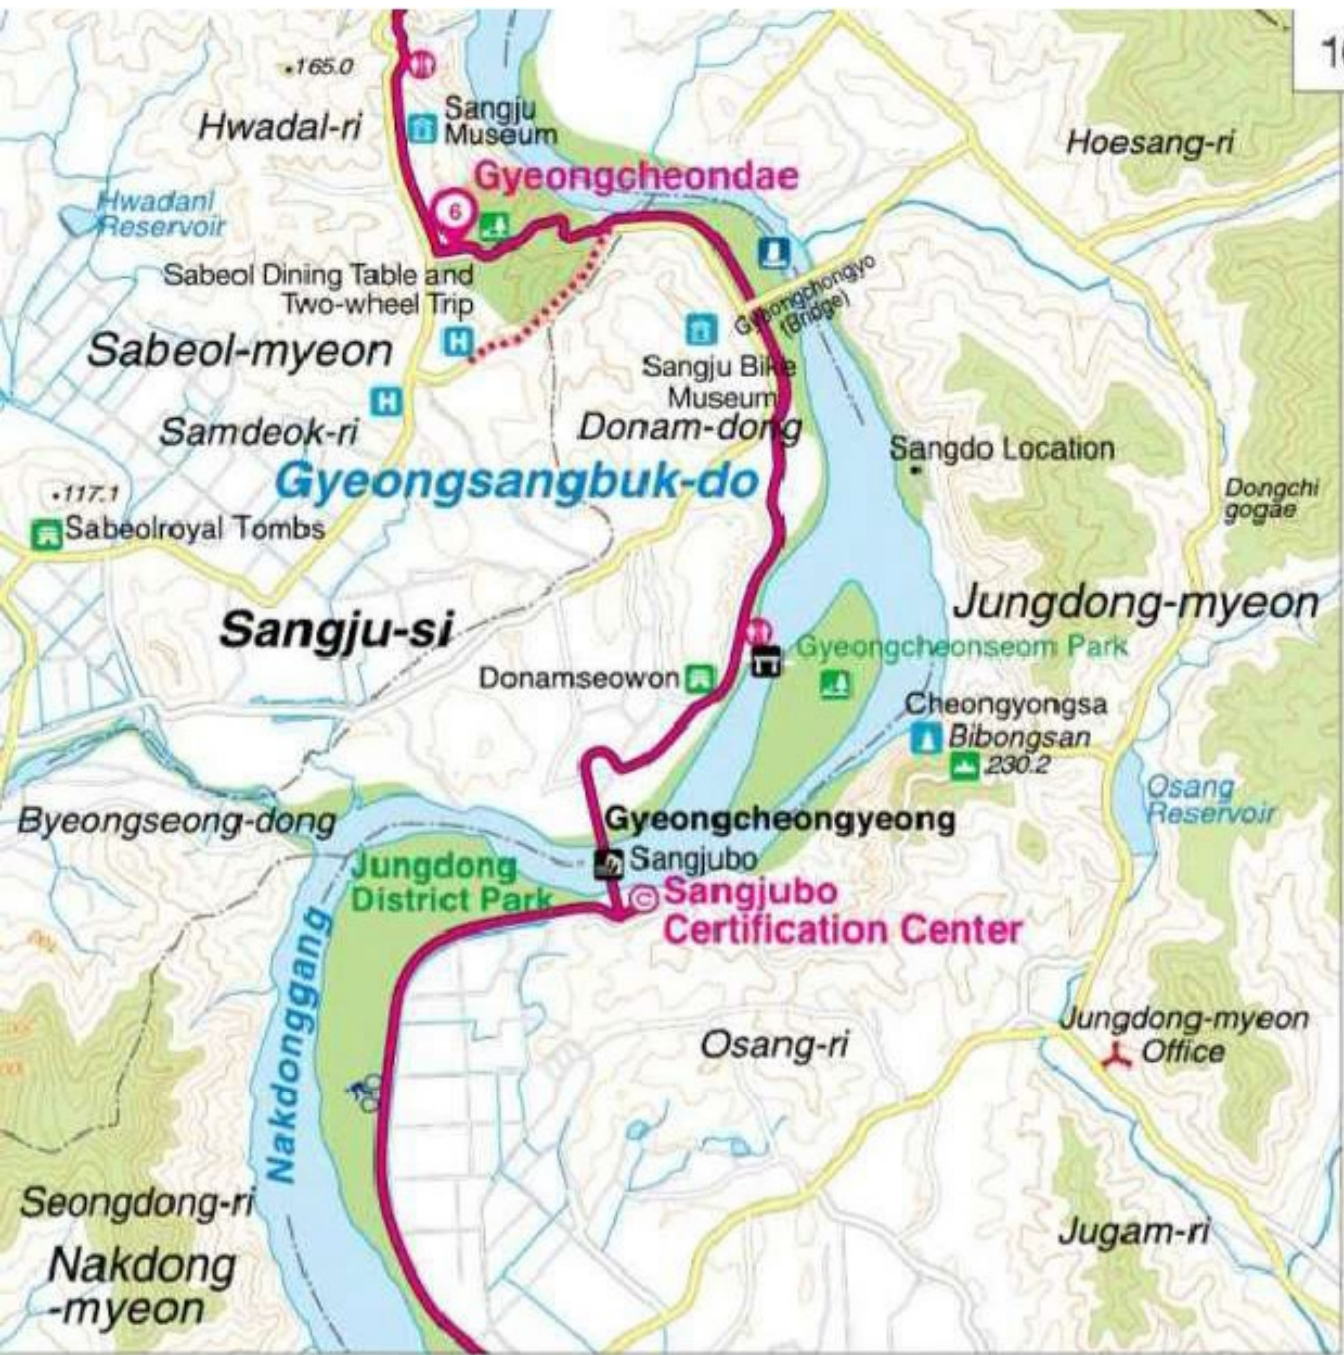 .165.0
Hwadal-ri
Sangju
Museum
Hoesang-ri
Gyeongcheondae
Hwadanl
Reservoir
6
Sabeol Dining Table and
Two-wheel Trip
Gyeongchongyo
(Bridge)
H
Sabeol-myeon
Sangju Bike
Museum
H
Samdeok-ri
Donam-dong
Sangdo Location
Gyeongsangbuk-do
.117.1
Dongchi
gogae
Sabeolroyal Tombs
Jungdong-myeon
Sangju-si
Gyeongcheonseom Park
Donamseowon
Cheongyongsa
Bibongsan
230.2
Osang
Reservoir
Byeongseong-dong
Gyeongcheongyeong
Sangjubo
Jungdong
District Park
© Sangjubo
Certification Center
Nakdonggang
Osang-ri
Jungdong-myeon
Office
Seongdong-ri
Jugam-ri
Nakdong
-myeon